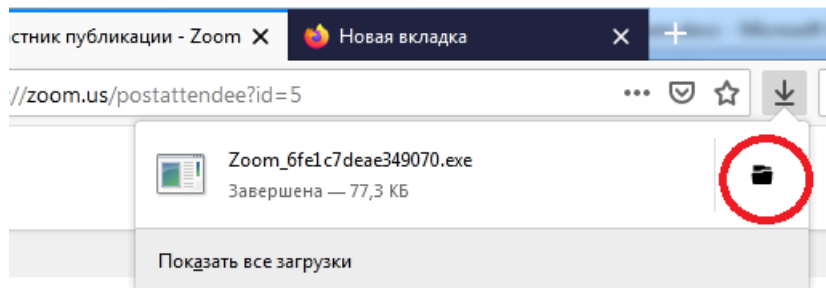 стник публикации - Zoom
Новая вкладка
//zoom.us/postattendee?id=5
Zoom_6fe1c7deae349070.exe
Завершена — 77,3 КБ
Показать все загрузки